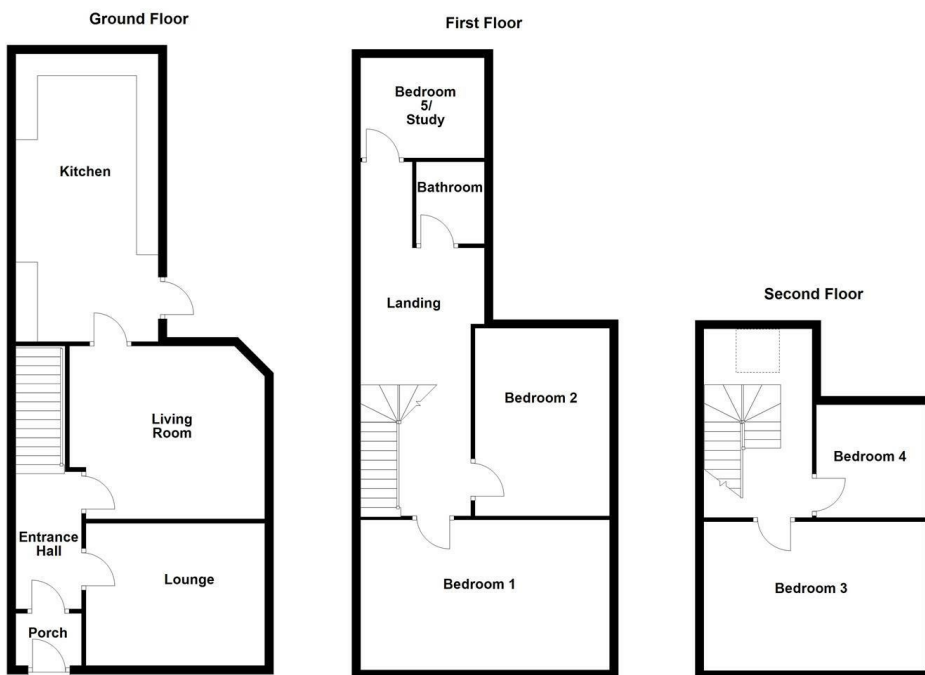 Ground Floor
Kitchen
Living
Room
Entrance
Hall
Lounge
Porch
First Floor
Bedroom
5/
Study
Bathroom
Landing
Bedroom 2
Bedroom 1
Second Floor
Bedroom 4
Bedroom 3